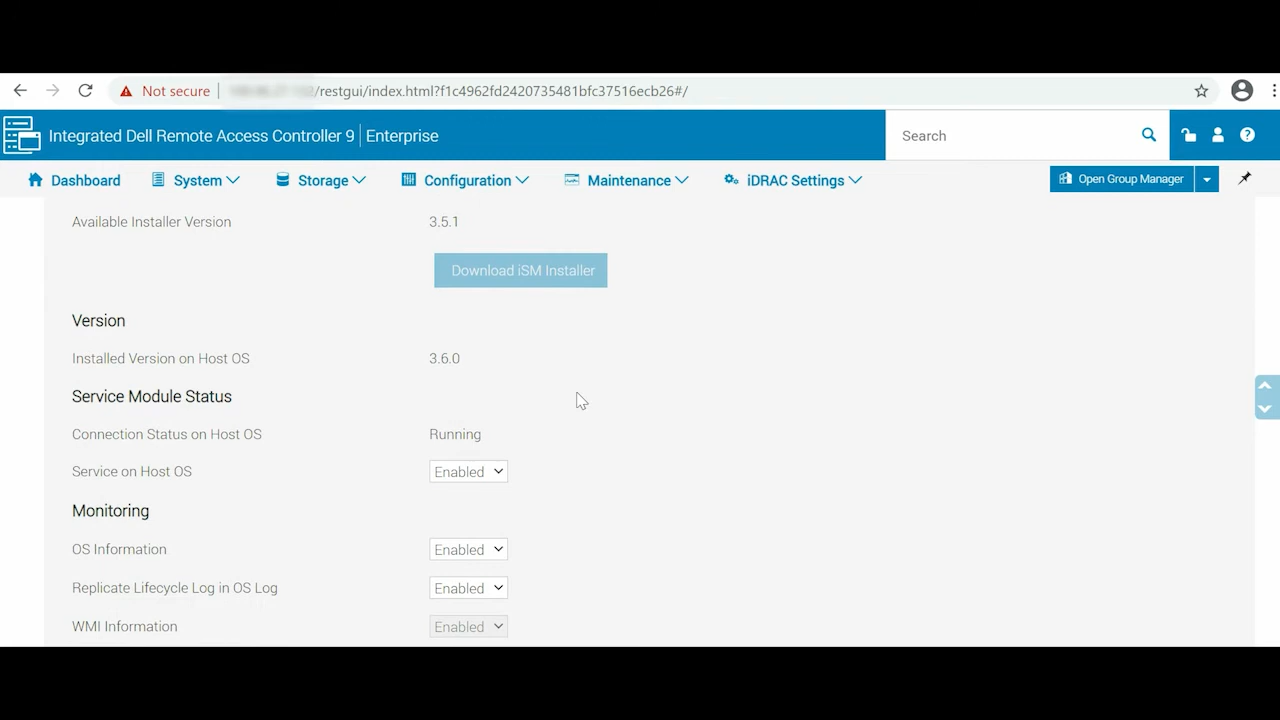 Not secure /restgui/index.html?f1c4962fd2420735481bfc37516ecb26#/
Integrated Dell Remote Access Controller 9 | Enterprise Search
Dashboard System Storage Configuration Maintenance iDRAC Settings Open Group Manager
Available Installer Version 3.5.1
Download iSM Installer
Version
Installed Version on Host OS 3.6.0
Service Module Status
Connection Status on Host OS Running
Service on Host OS Enabled
Monitoring
OS Information Enabled
Replicate Lifecycle Log in OS Log Enabled
WMI Information Enabled